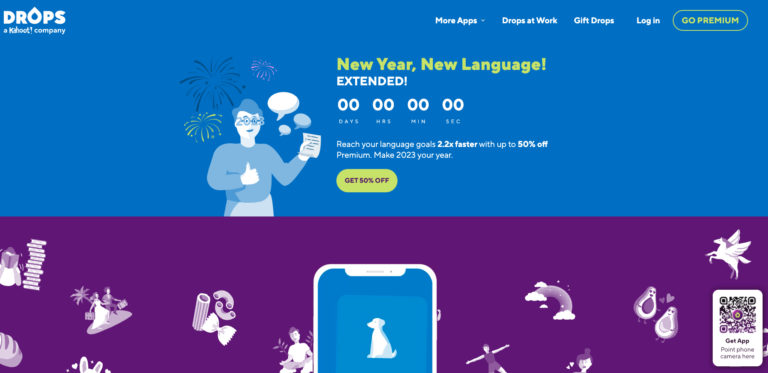 DROPS
a Kahoot! company
More Apps
Drops at Work
Gift Drops
Log in
GO PREMIUM
New Year, New Language!
EXTENDED!
00 00 00 00
DAYS HRS MIN SEC
Reach your language goals 2.2x faster with up to 50% off
Premium. Make 2023 your year.
GET 50% OFF
2023
Get App
Point phone
camera here